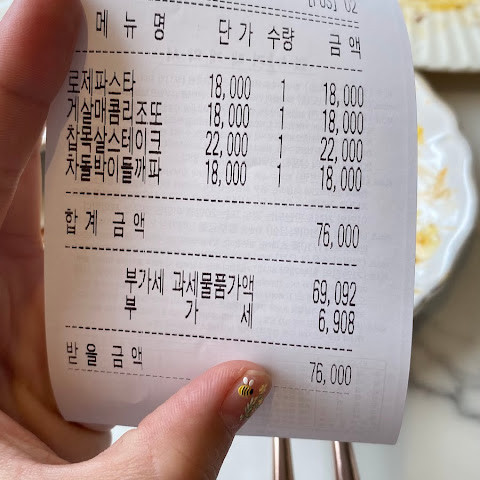 [POS] 02
메 뉴 명 단 가 수량 금 액
로제파스타 18,000 1 18,000
게살매콤리조또 18,000 1 18,000
찹목살스테이크 22,000 1 22,000
차돌박이들깨파 18,000 1 18,000
합 계 금 액 76,000
부가세 과세물품가액 69,092
부 가 세 6,908
받 을 금 액 76,000